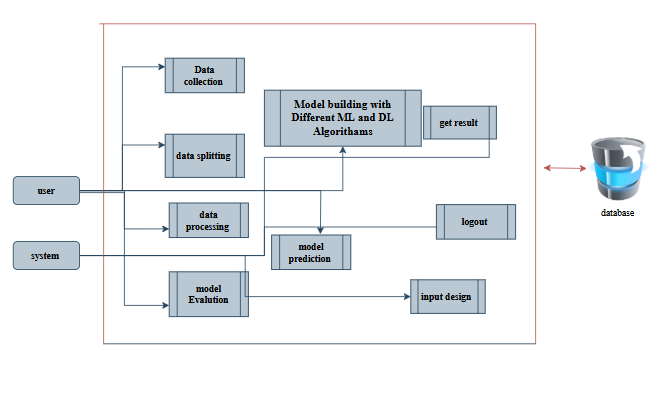 Data
collection
Model building with
Different ML and DL
Algorithams
get result
data splitting
user
data
processing
logout
database
system
model
prediction
model
Evalution
input design